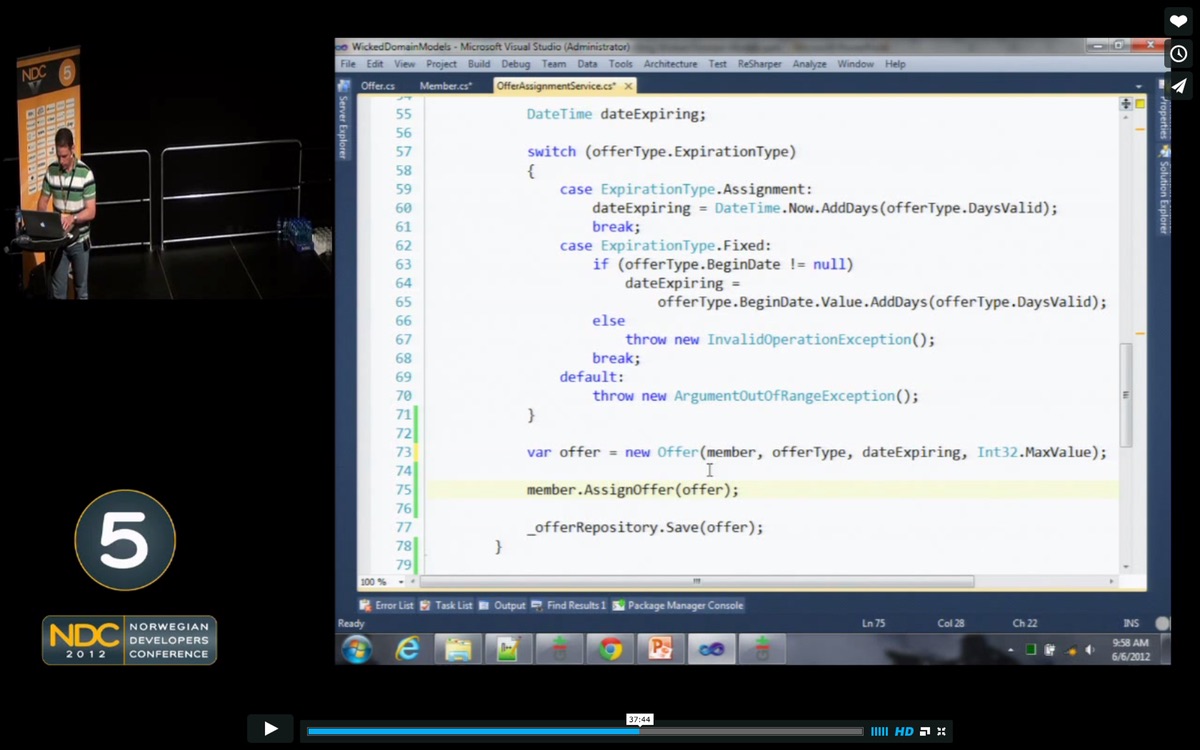 NDC 5
WickedDomainModels - Microsoft Visual Studio (Administrator)
File Edit View Project Build Debug Team Data Tools Architecture Test ReSharper Analyze Window Help
Offer.cs Member.cs* OfferAssignmentService.cs* ×
Server Explorer
Properties
Solution Explorer
55 DateTime dateExpiring;
56
57 switch (offerType.ExpirationType)
58 {
59 case ExpirationType.Assignment:
60 dateExpiring = DateTime.Now.AddDays(offerType.DaysValid);
61 break;
62 case ExpirationType.Fixed:
63 if (offerType.BeginDate != null)
64 dateExpiring =
65 offerType.BeginDate.Value.AddDays(offerType.DaysValid);
66 else
67 throw new InvalidOperationException();
68 break;
69 default:
70 throw new ArgumentOutOfRangeException();
71 }
72
73 var offer = new Offer(member, offerType, dateExpiring, Int32.MaxValue);
74
75 member.AssignOffer(offer);
76
77 _offerRepository.Save(offer);
78 }
79
100 %
Error List Task List Output Find Results 1 Package Manager Console
Ready Ln 75 Col 28 Ch 22 INS
9:58 AM
6/6/2012
5
NDC 2012 NORWEGIAN DEVELOPERS CONFERENCE
37:44
HD